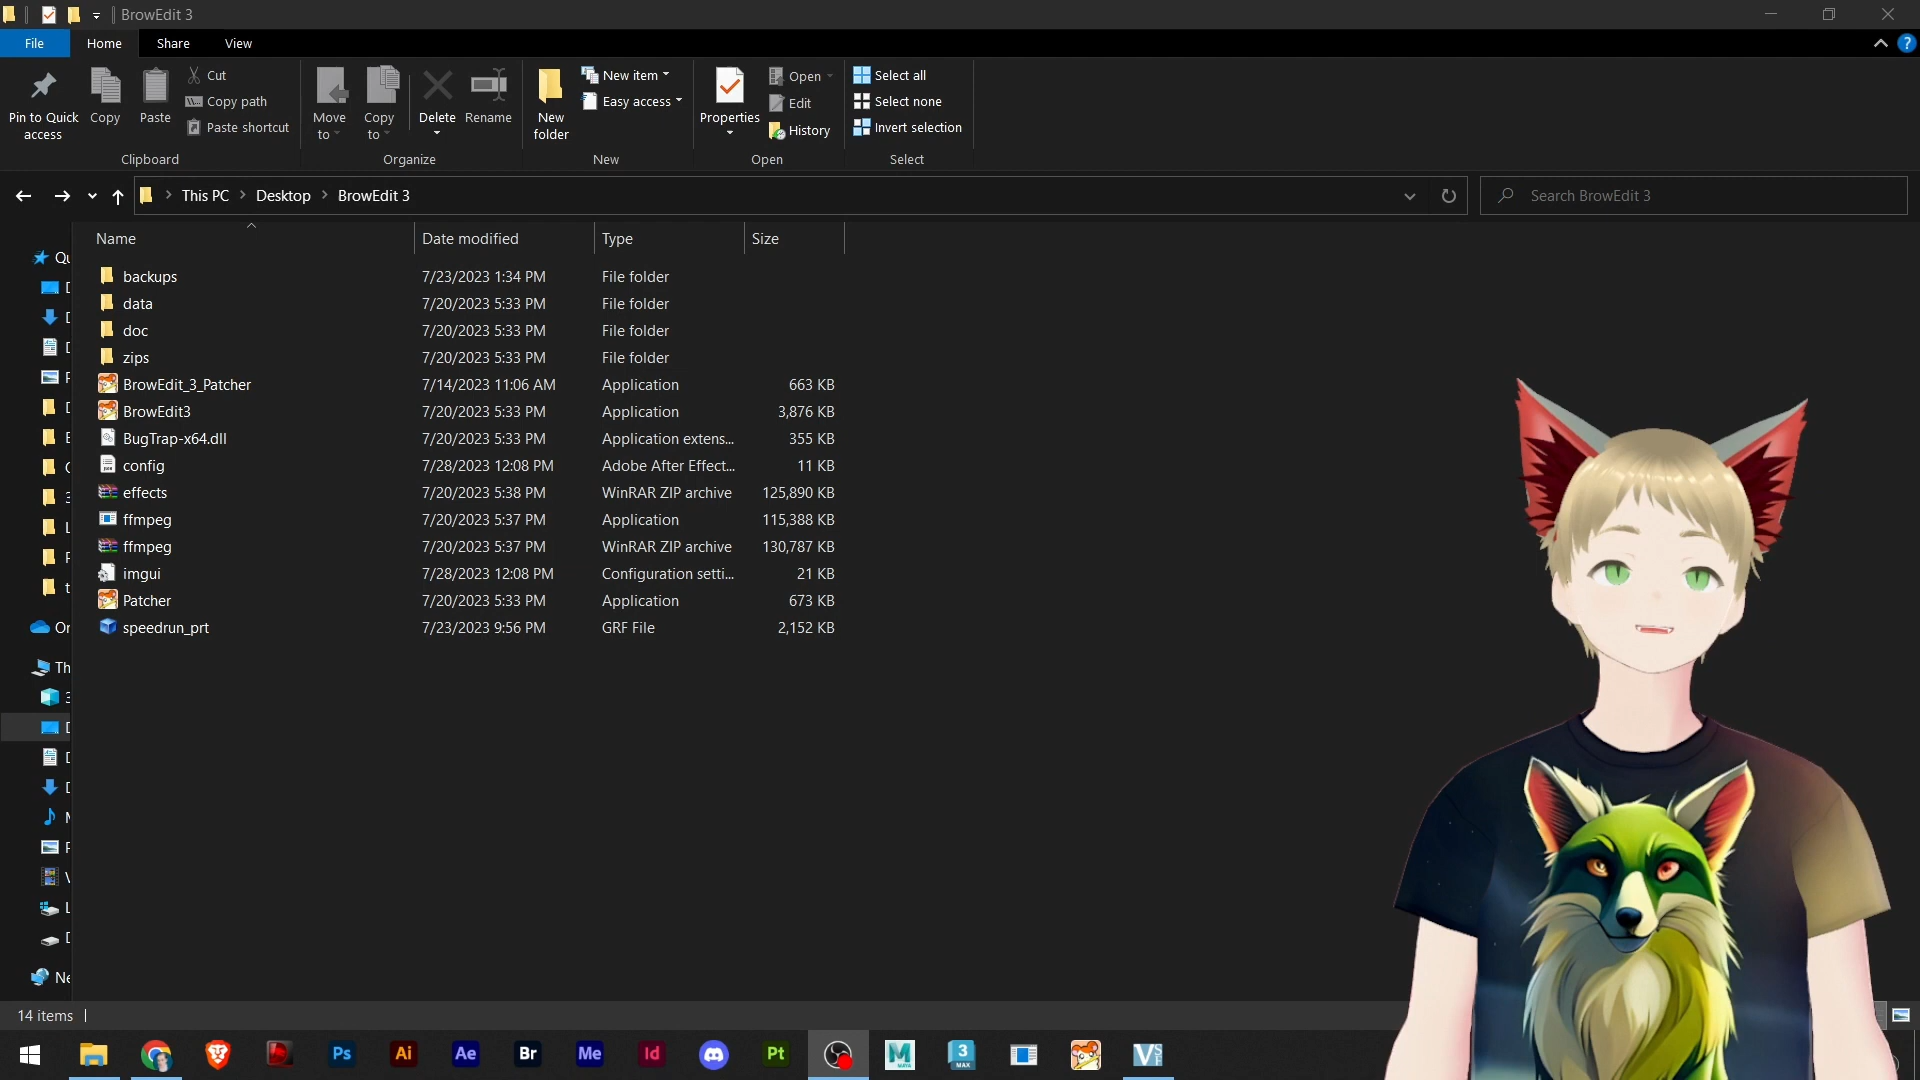 BrowEdit 3
File
Home
Share
View
Pin to Quick access
Copy
Paste
Cut
Copy path
Paste shortcut
Clipboard
Move to
Copy to
Delete
Rename
Organize
New folder
New item
Easy access
New
Properties
Open
Edit
History
Open
Select all
Select none
Invert selection
Select
This PC
Desktop
BrowEdit 3
Search BrowEdit 3
Name
Date modified
Type
Size
backups 7/23/2023 1:34 PM File folder
data 7/20/2023 5:33 PM File folder
doc 7/20/2023 5:33 PM File folder
zips 7/20/2023 5:33 PM File folder
BrowEdit_3_Patcher 7/14/2023 11:06 AM Application 663 KB
BrowEdit3 7/20/2023 5:33 PM Application 3,876 KB
BugTrap-x64.dll 7/20/2023 5:33 PM Application extens... 355 KB
config 7/28/2023 12:08 PM Adobe After Effect... 11 KB
effects 7/20/2023 5:38 PM WinRAR ZIP archive 125,890 KB
ffmpeg 7/20/2023 5:37 PM Application 115,388 KB
ffmpeg 7/20/2023 5:37 PM WinRAR ZIP archive 130,787 KB
imgui 7/28/2023 12:08 PM Configuration setti... 21 KB
Patcher 7/20/2023 5:33 PM Application 673 KB
speedrun_prt 7/23/2023 9:56 PM GRF File 2,152 KB
14 items
Ps
Ai
Ae
Br
Me
Id
Pt
M
3
MAX